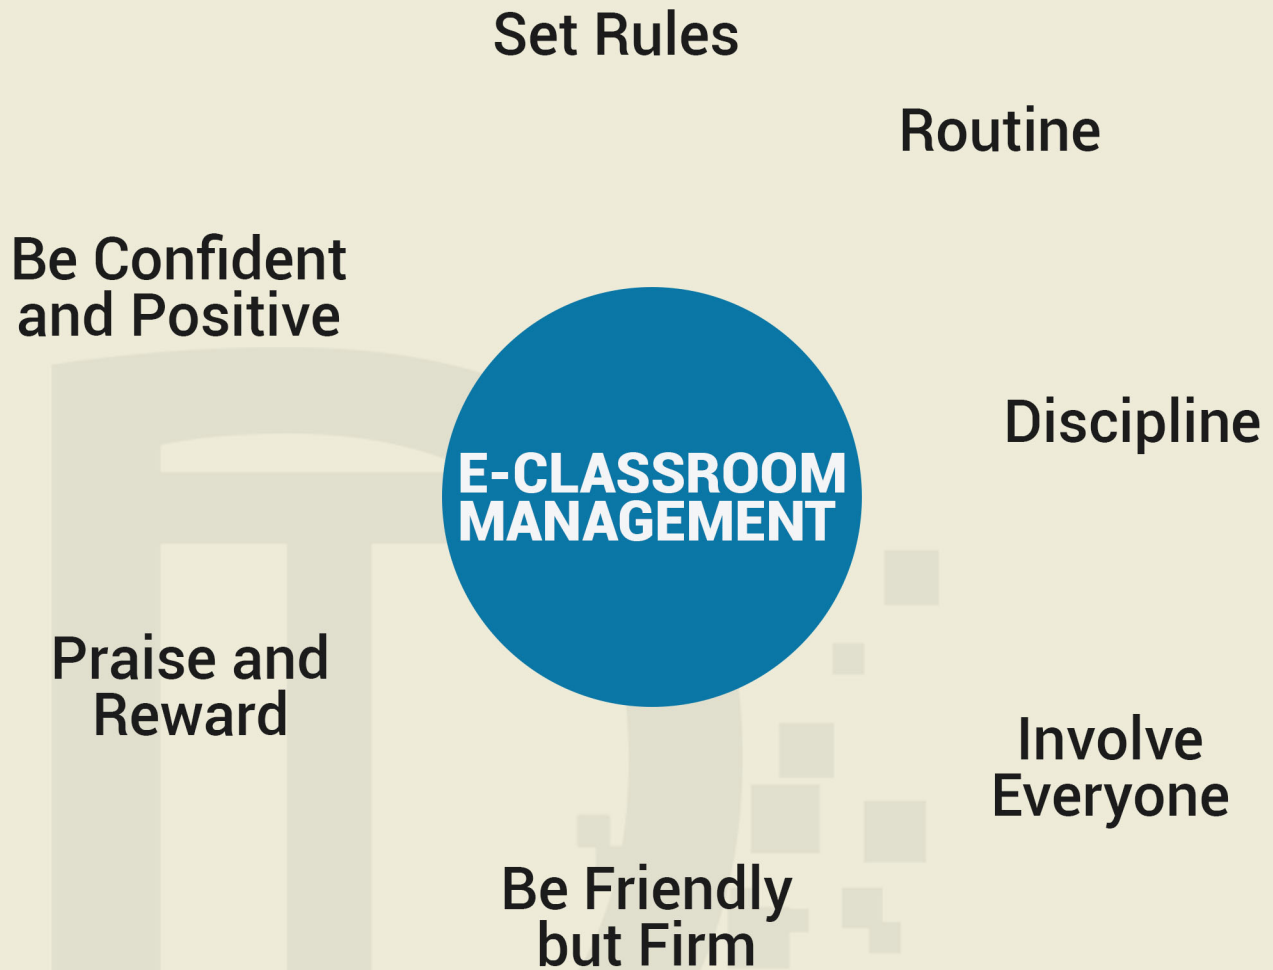 Set Rules
Routine
Be Confident
and Positive
Discipline
E-CLASSROOM
MANAGEMENT
Praise and
Reward
Involve
Everyone
Be Friendly
but Firm